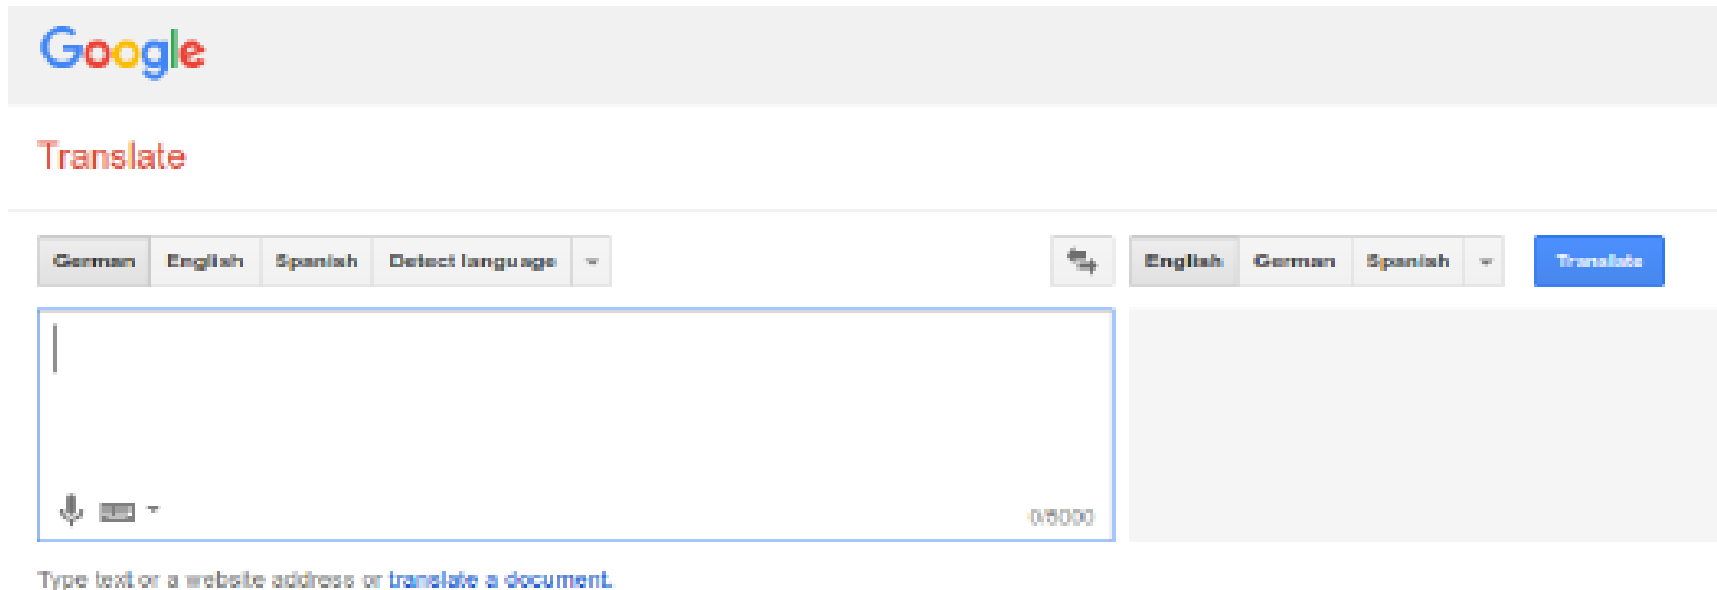 Google
Translate
German English Spanish Detect language English German Spanish Translate
0/5000
Type text or a website address or translate a document.